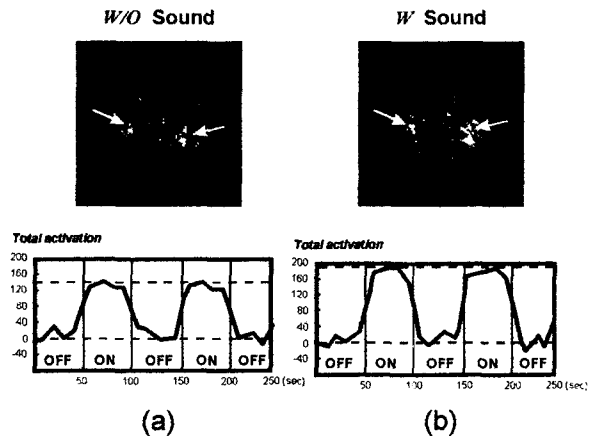 W/O Sound
W Sound
Total activation
200
160
120
80
40
0
-40
OFF ON OFF ON OFF
50 100 150 200 250 (sec)
(a)
Total activation
200
160
120
80
40
0
-40
OFF ON OFF ON OFF
50 100 150 200 250 (sec)
(b)